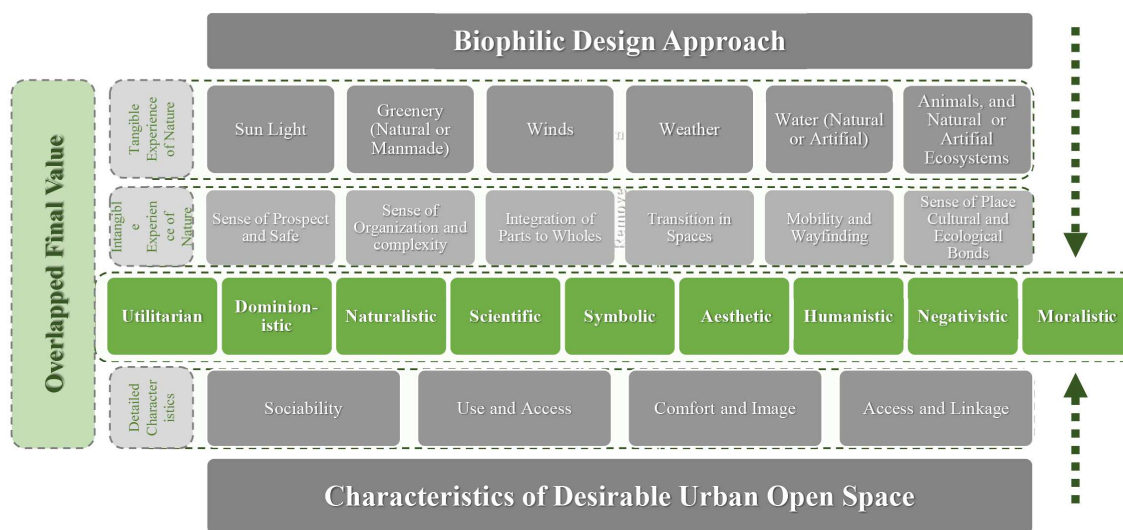 Biophilic Design Approach
Overlapped Final Value
Tangible
Experience
of Nature
Sun Light
Greenery
(Natural or
Manmade)
Winds
Weather
Water (Natural
or Artifial)
Animals, and
Natural or
Artifial
Ecosystems
Intangibl
e
Experien
ce of
Nature
Sense of Prospect
and Safe
Sense of
Organization and
complexity
Integration of
Parts to Wholes
Transition in
Spaces
Mobility and
Wayfinding
Sense of Place
Cultural and
Ecological
Bonds
Utilitarian
Dominion-
istic
Naturalistic
Scientific
Symbolic
Aesthetic
Humanistic
Negativistic
Moralistic
Detailed
Character
istics
Sociability
Use and Access
Comfort and Image
Access and Linkage
Characteristics of Desirable Urban Open Space